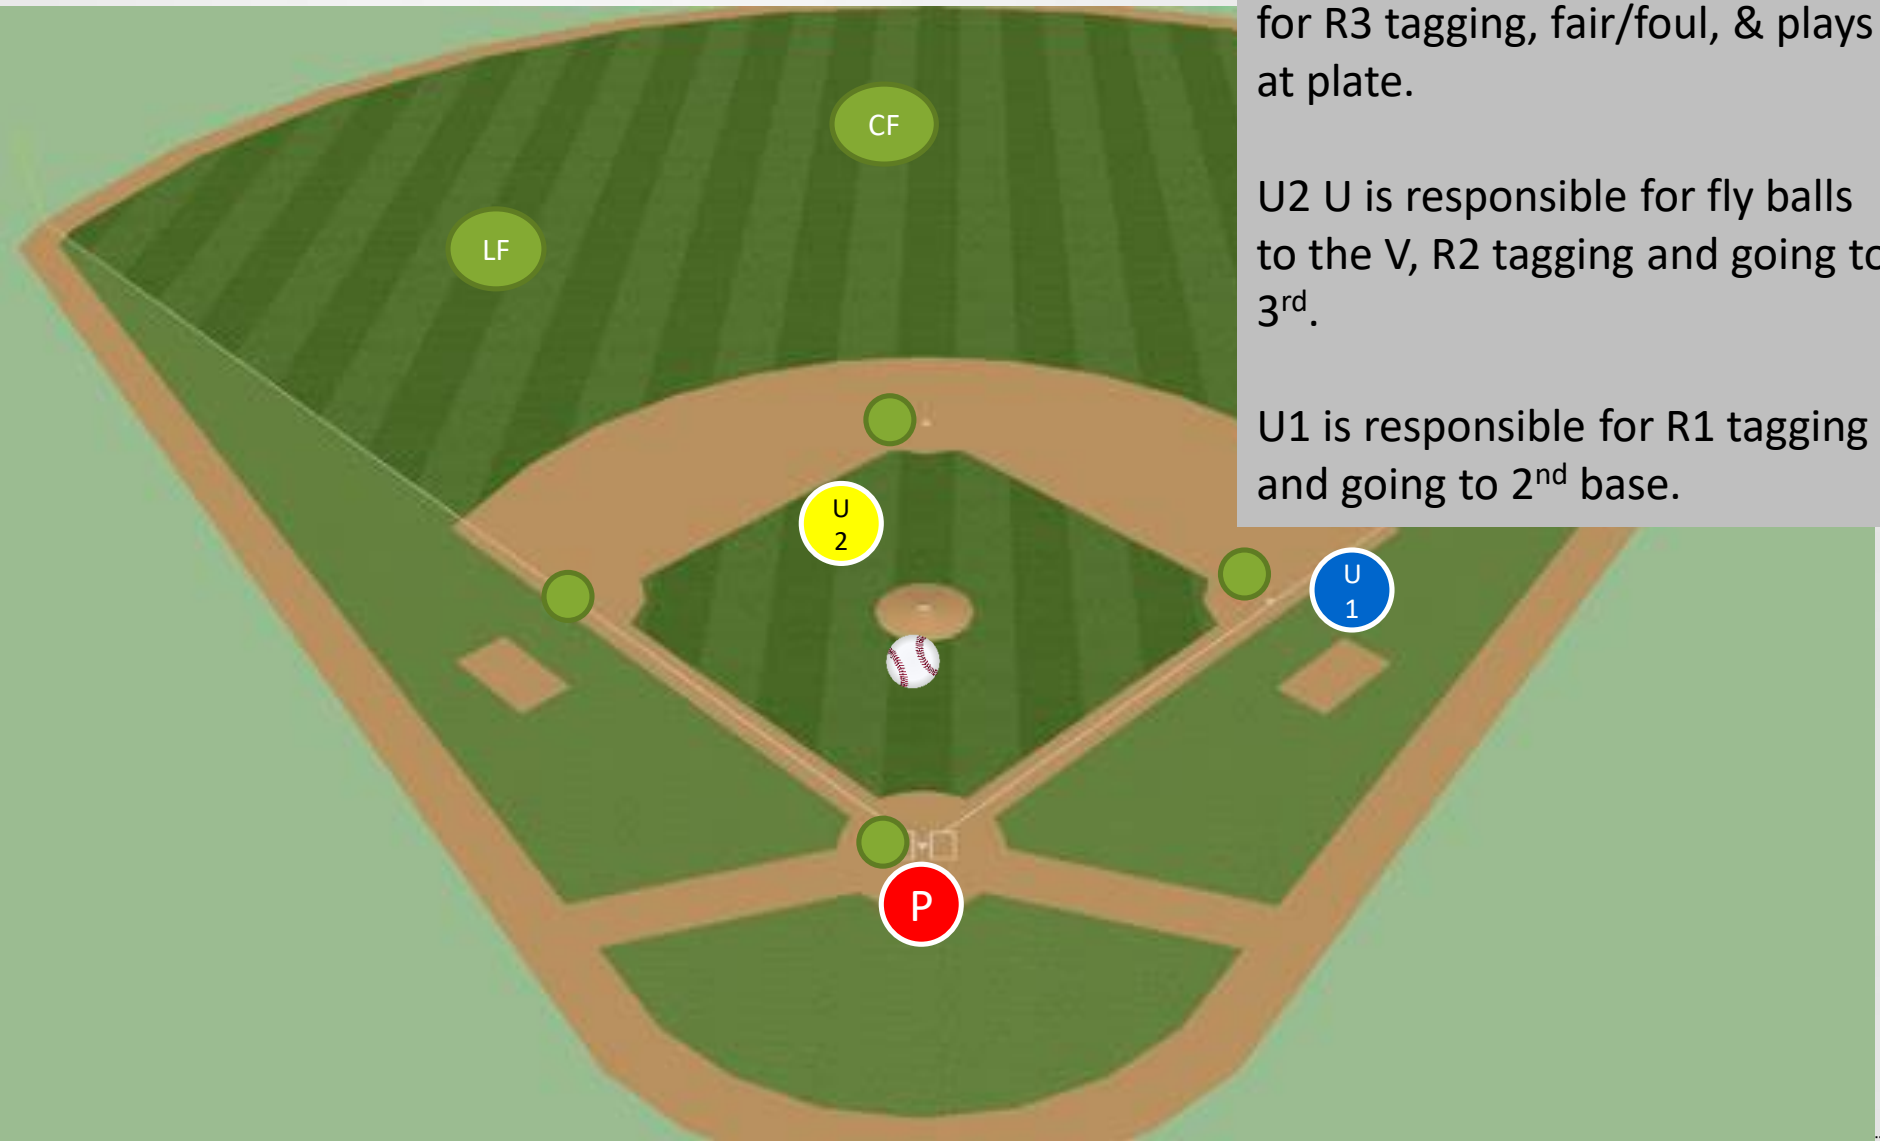 for R3 tagging, fair/foul, & plays
at plate.
U2 U is responsible for fly balls
to the V, R2 tagging and going to
3rd.
U1 is responsible for R1 tagging
and going to 2nd base.
CF
LF
U
2
U
1
P